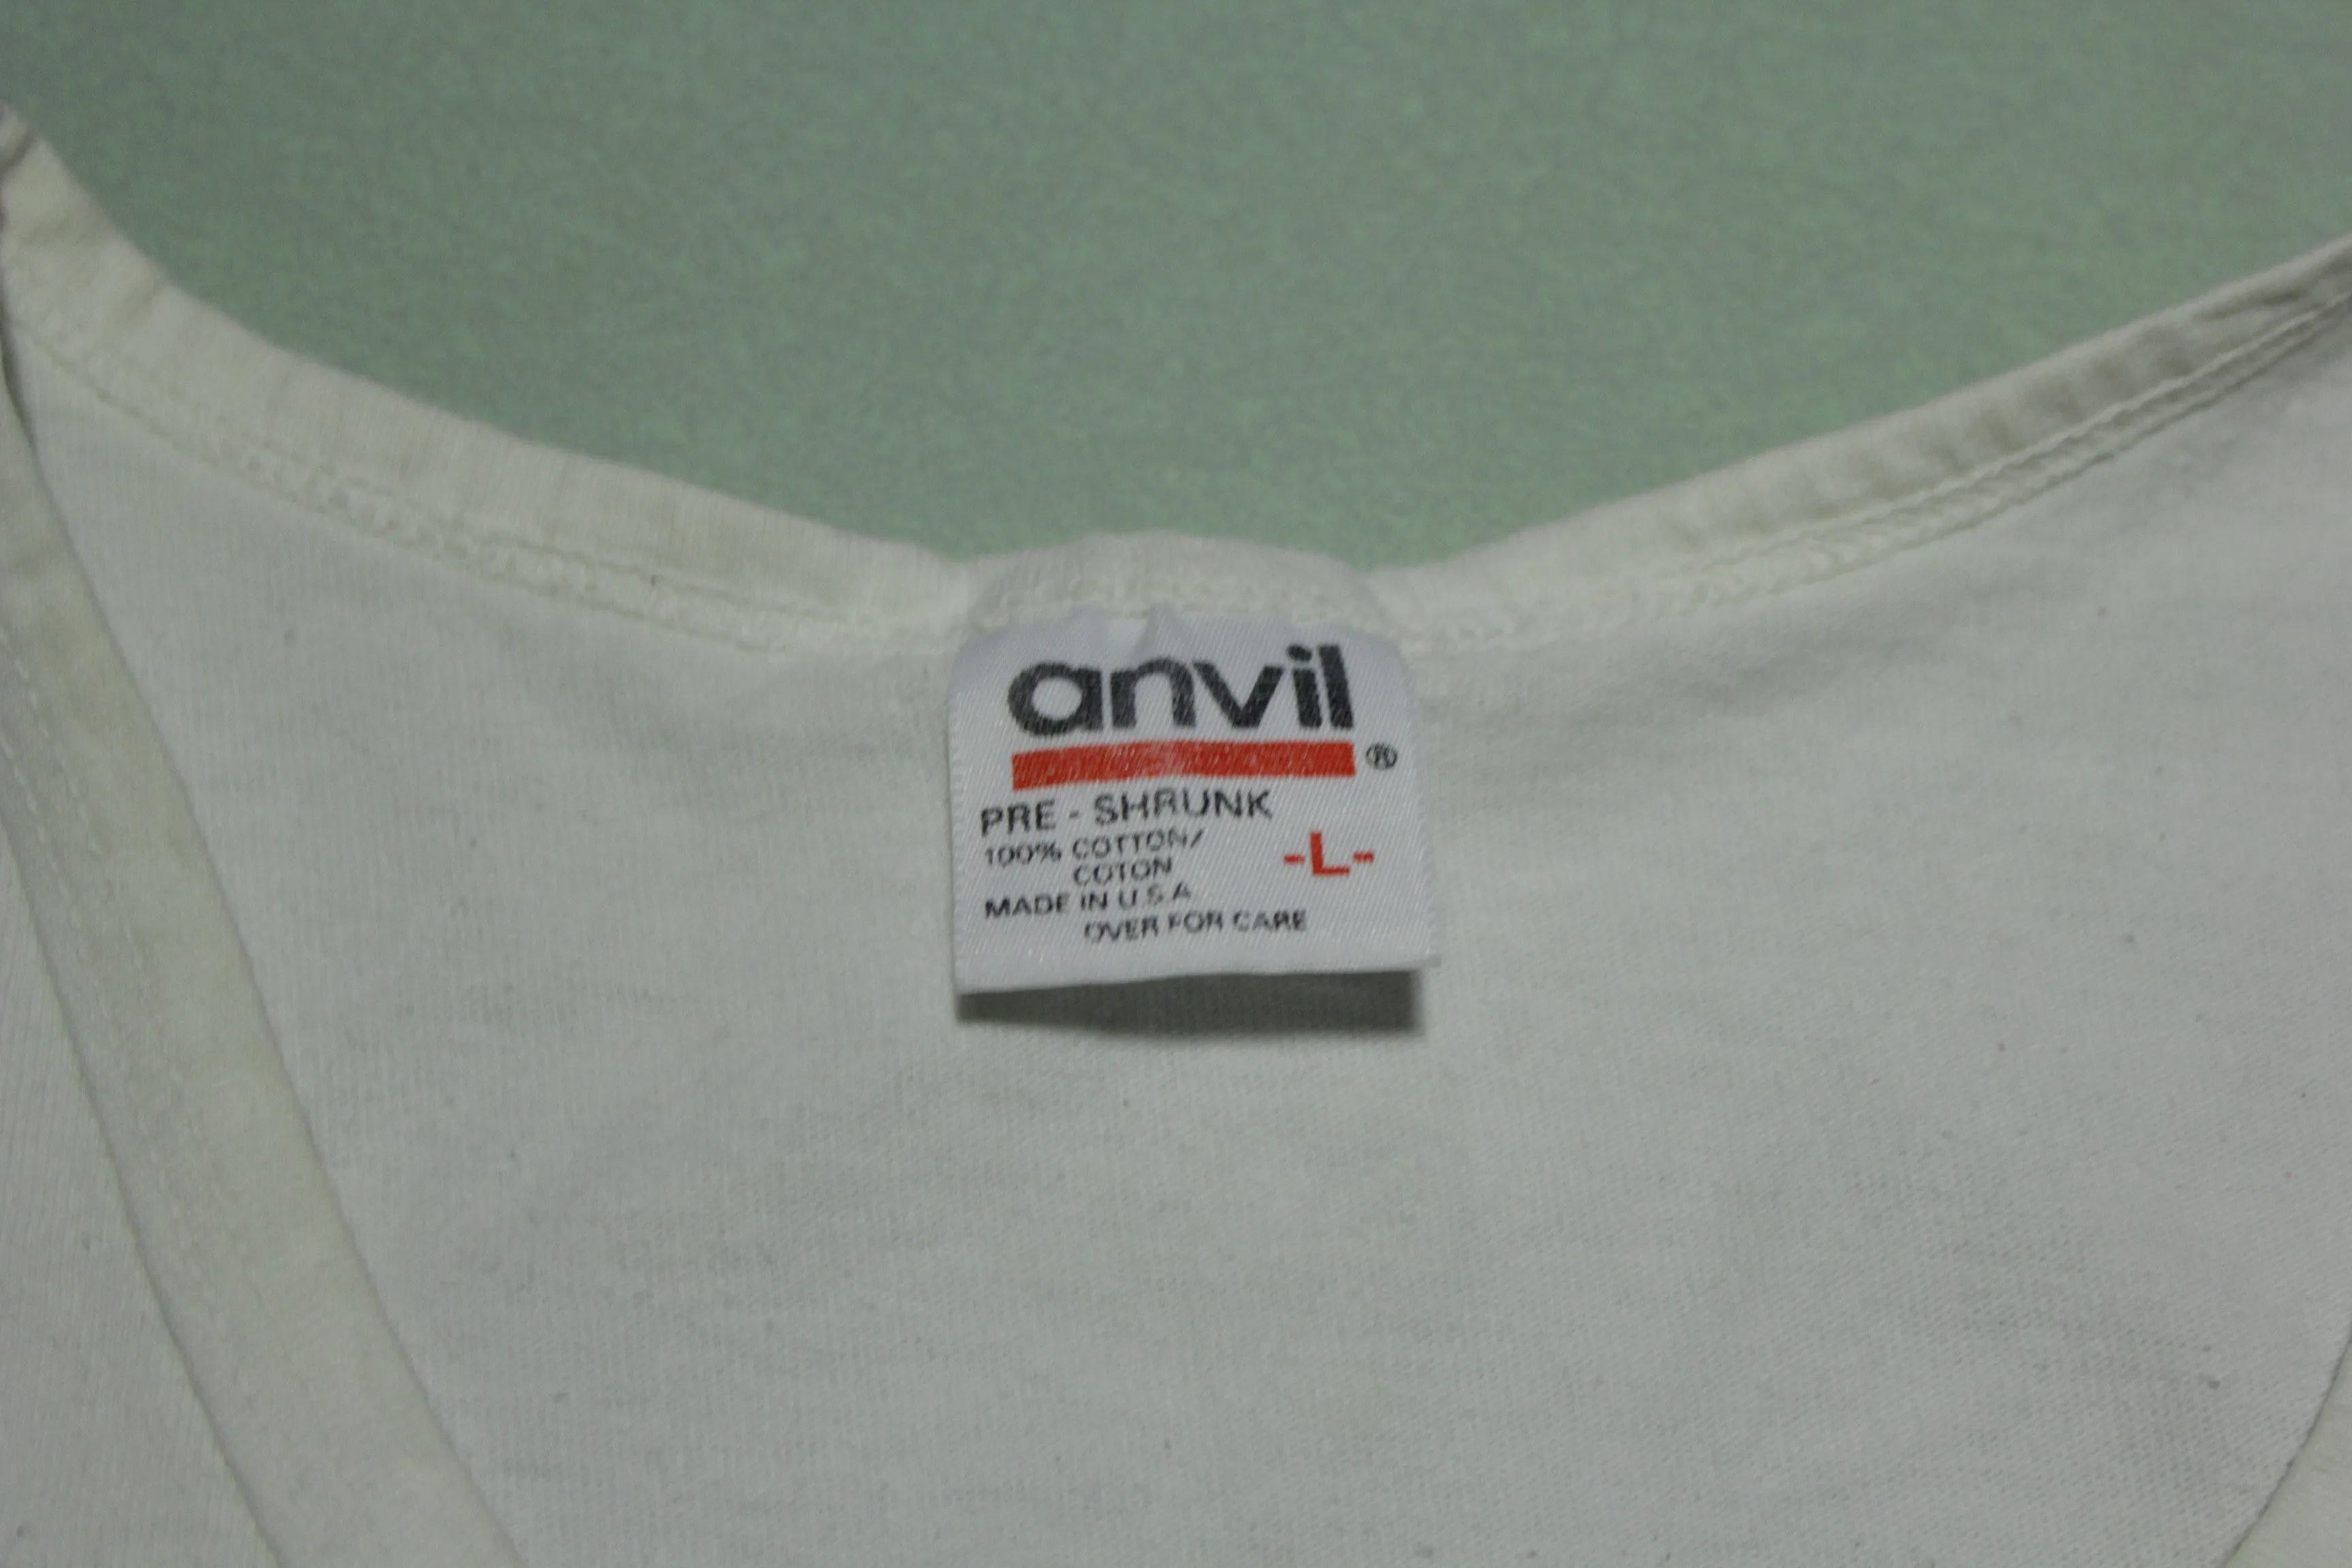 anvil
®
PRE - SHRUNK
100% COTTON/
COTON
-L-
MADE IN U.S.A.
OVER FOR CARE